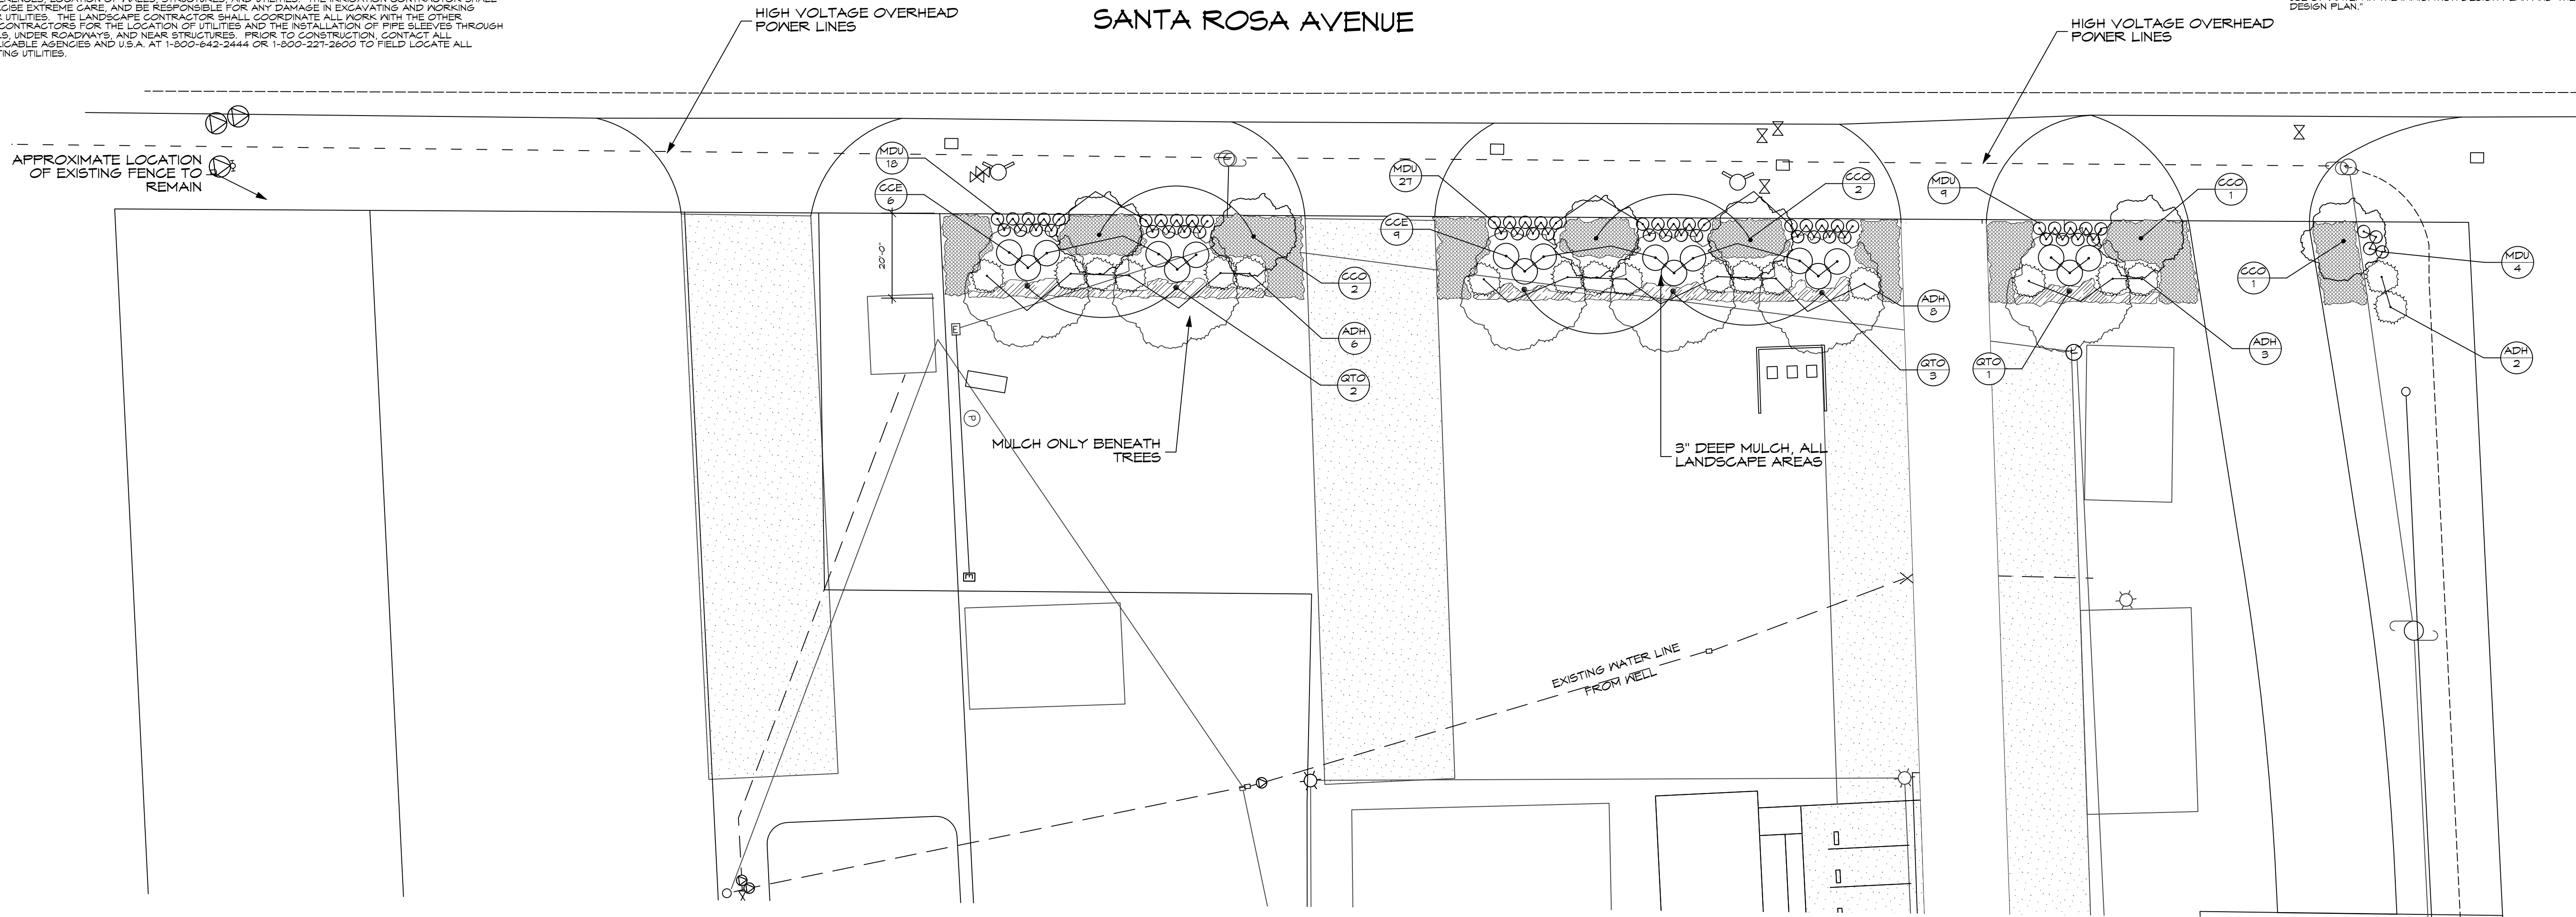 CISE EXTREME CARE, AND BE RESPONSIBLE FOR ANY DAMAGE IN EXCAVATING AND WORKING
R UTILITIES. THE LANDSCAPE CONTRACTOR SHALL COORDINATE ALL WORK WITH THE OTHER
CONTRACTORS FOR THE LOCATION OF UTILITIES AND THE INSTALLATION OF PIPE SLEEVES THROUGH
S, UNDER ROADWAYS, AND NEAR STRUCTURES. PRIOR TO CONSTRUCTION, CONTACT ALL
LICABLE AGENCIES AND U.S.A. AT 1-800-642-2444 OR 1-800-227-2600 TO FIELD LOCATE ALL
TING UTILITIES.
HIGH VOLTAGE OVERHEAD
POWER LINES
SANTA ROSA AVENUE
HIGH VOLTAGE OVERHEAD
POWER LINES
DESIGN PLAN."
APPROXIMATE LOCATION
OF EXISTING FENCE TO
REMAIN
MDU
18
CCE
6
20'-0"
MDU
27
CCE
9
CCO
2
MDU
9
CCO
1
CCO
2
ADH
6
QTO
2
ADH
8
QTO
3
QTO
1
ADH
3
CCO
1
MDU
4
ADH
2
E
P
E
MULCH ONLY BENEATH
TREES
3" DEEP MULCH, ALL
LANDSCAPE AREAS
EXISTING WATER LINE
FROM WELL